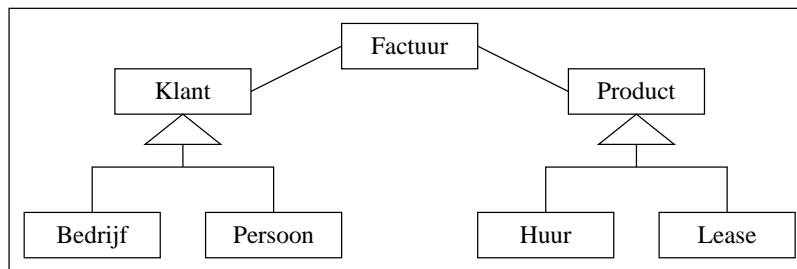 Factuur
Klant
Product
Bedrijf
Persoon
Huur
Lease